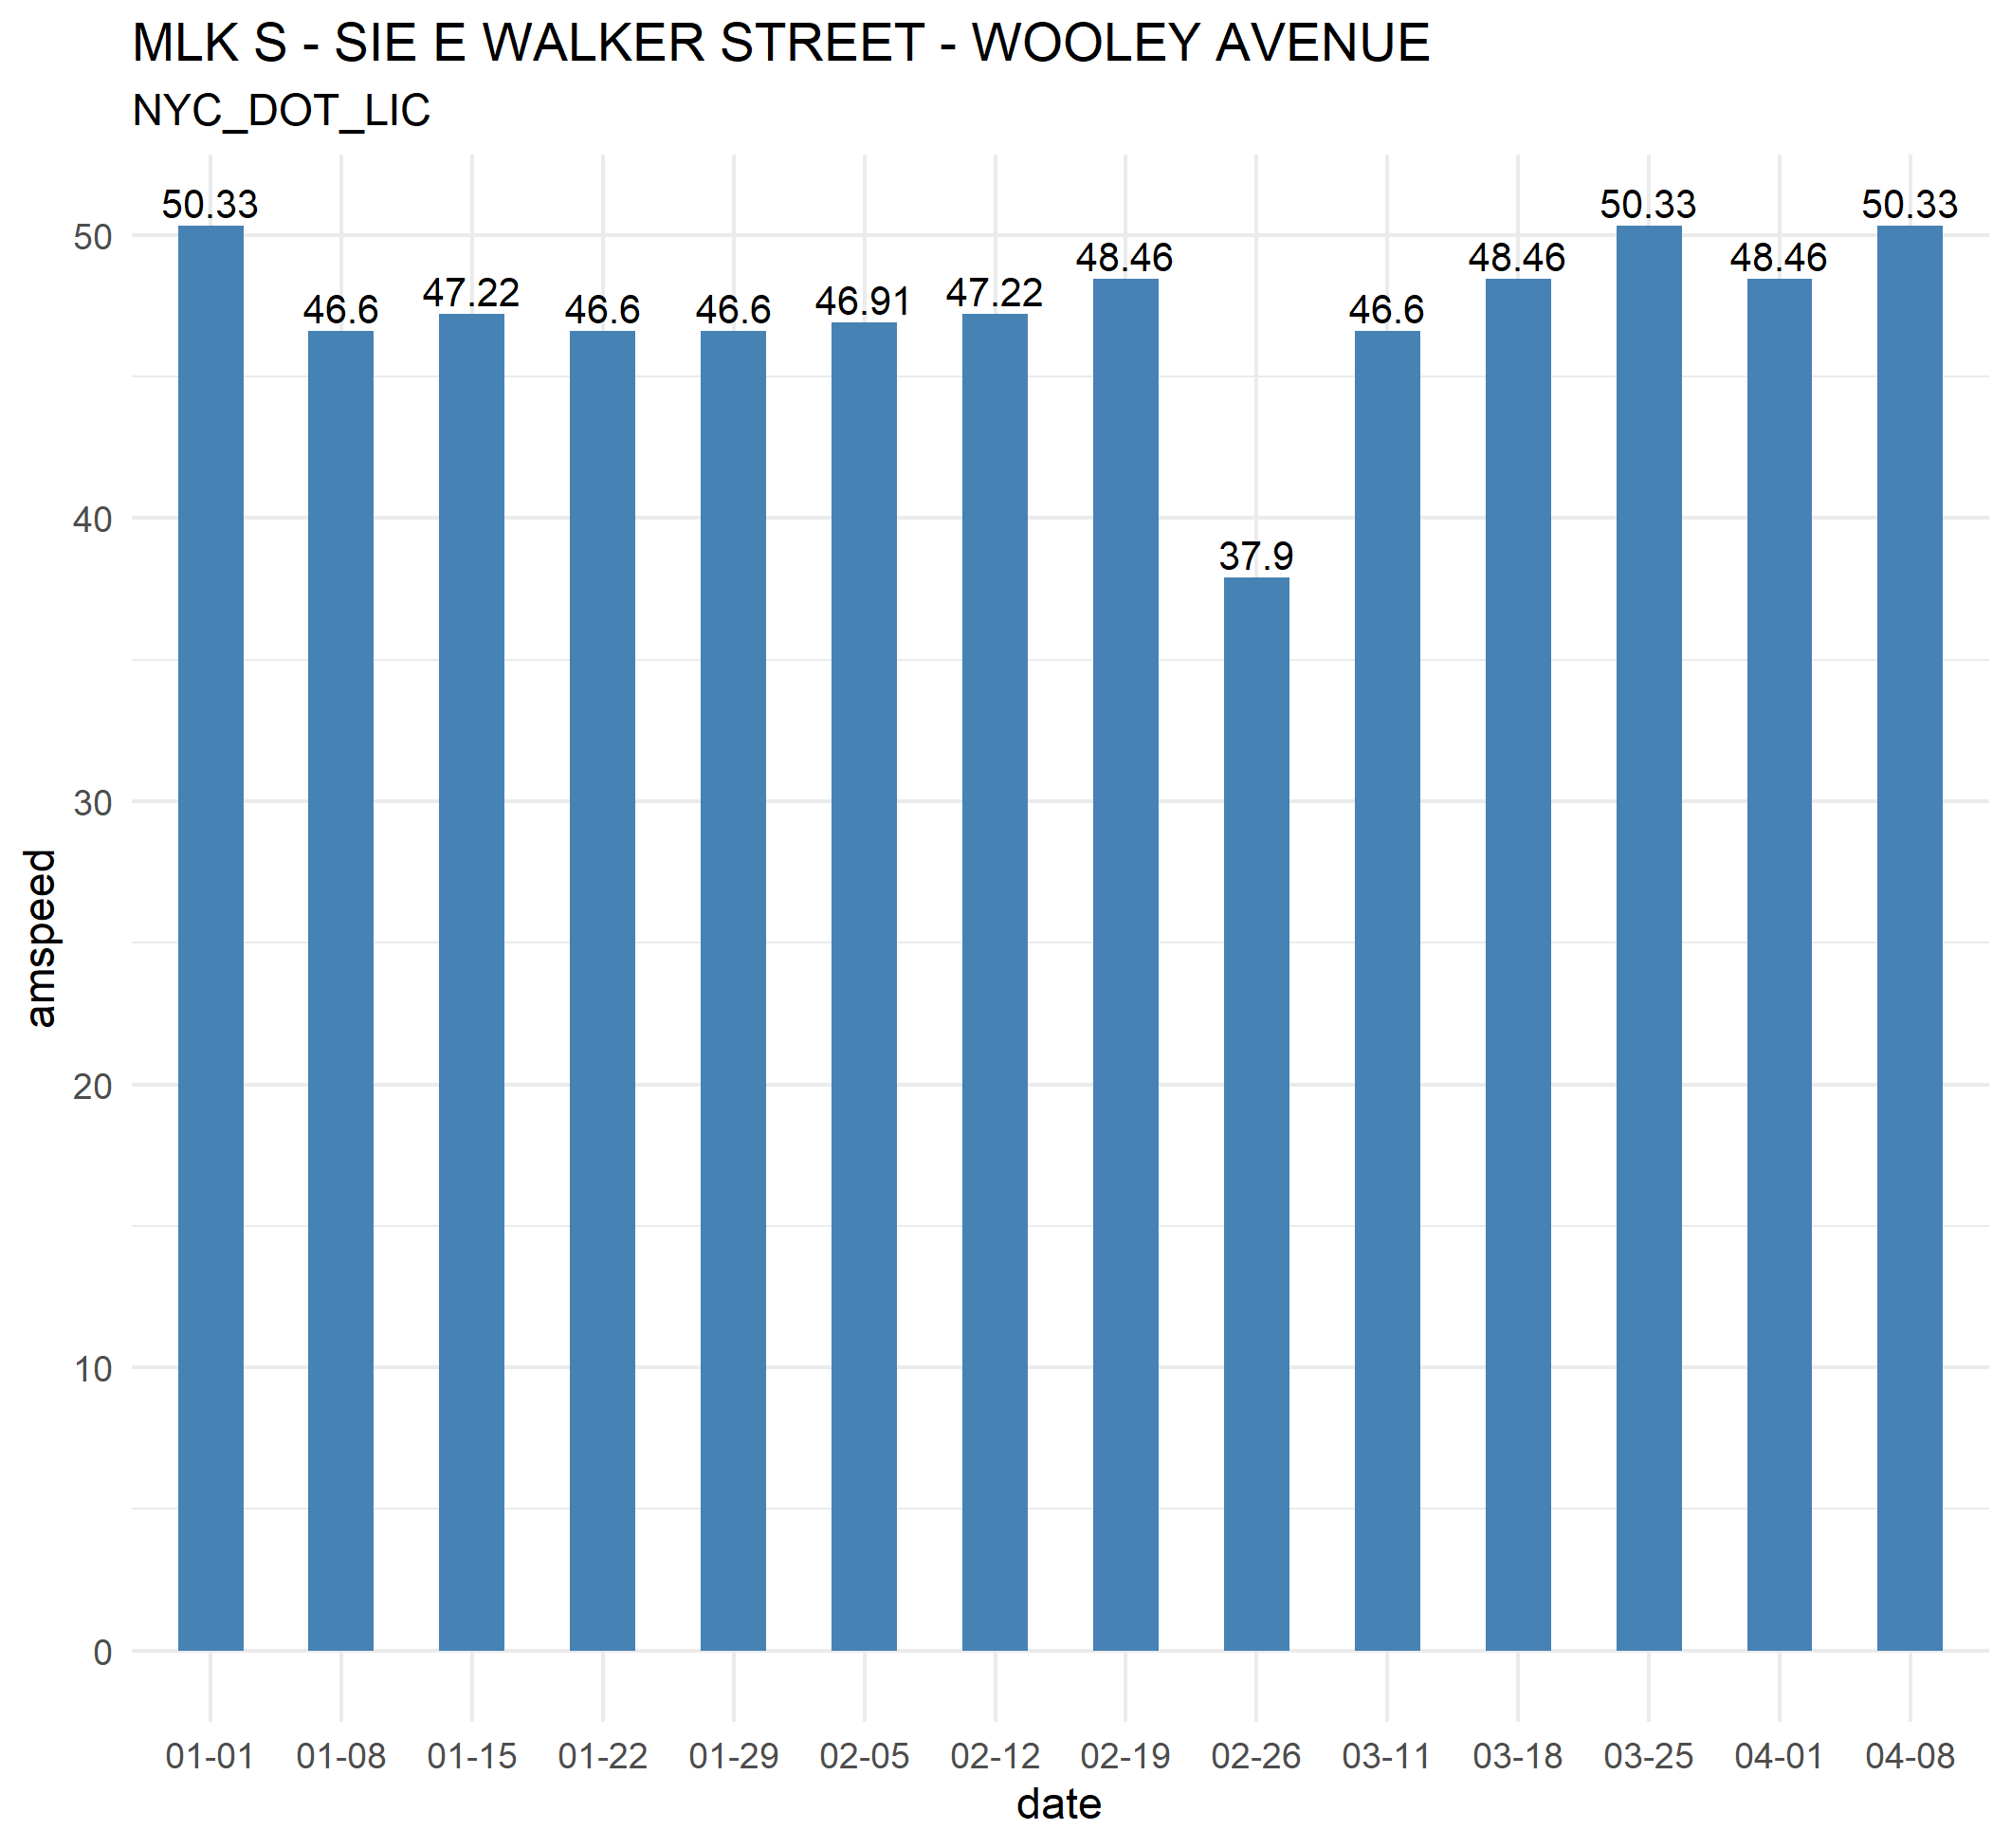 MLK S - SIE E WALKER STREET - WOOLEY AVENUE
NYC_DOT_LIC
50.33 46.6 47.22 46.6 46.6 46.91 47.22 48.46 37.9 46.6 48.46 50.33 48.46 50.33
50
40
30
20
10
0
amspeed
01-01 01-08 01-15 01-22 01-29 02-05 02-12 02-19 02-26 03-11 03-18 03-25 04-01 04-08
date